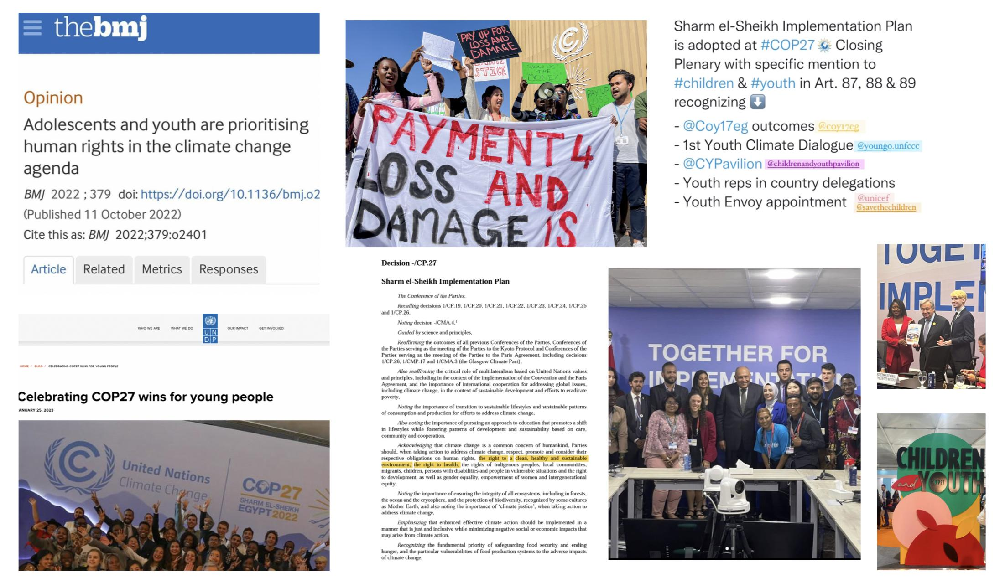 thebmj
Opinion
Adolescents and youth are prioritising
human rights in the climate change
agenda
BMJ 2022 ; 379 doi: https://doi.org/10.1136/bmj.o2
(Published 11 October 2022)
Cite this as: BMJ 2022;379:o2401
Article Related Metrics Responses
PAY UP FOR
LOSS AND
DAMAGE
STICE
SHOW US
THE
MONEY
PAY UP
LOSS
PAYMENT 4
LOSS AND
DAMAGE IS
Sharm el-Sheikh Implementation Plan
is adopted at #COP27 Closing
Plenary with specific mention to
#children & #youth in Art. 87, 88 & 89
recognizing ⬇️
- @Coy17eg outcomes @coy17eg
- 1st Youth Climate Dialogue @youngo.unfccc
- @CYPavilion @childrenandyouthpavilion
- Youth reps in country delegations
- Youth Envoy appointment @unicef
@savethechildren
WHO WE ARE WHAT WE DO UNDP OUR IMPACT GET INVOLVED
HOME / BLOG / CELEBRATING COP27 WINS FOR YOUNG PEOPLE
Celebrating COP27 wins for young people
ANUARY 25, 2023
United Nations
Climate Change
COP27
SHARM EL-SHEIKH
EGYPT2022
Decision -/CP.27
Sharm el-Sheikh Implementation Plan
The Conference of the Parties,
Recalling decisions 1/CP.19, 1/CP.20, 1/CP.21, 1/CP.22, 1/CP.23, 1/CP.24, 1/CP.25
and 1/CP.26,
Noting decision -/CMA.4,¹
Guided by science and principles,
Reaffirming the outcomes of all previous Conferences of the Parties, Conferences of
the Parties serving as the meeting of the Parties to the Kyoto Protocol and Conferences of the
Parties serving as the meeting of the Parties to the Paris Agreement, including decisions
1/CP.26, 1/CMP.17 and 1/CMA.3 (the Glasgow Climate Pact),
Also reaffirming the critical role of multilateralism based on United Nations values
and principles, including in the context of the implementation of the Convention and the Paris
Agreement, and the importance of international cooperation for addressing global issues,
including climate change, in the context of sustainable development and efforts to eradicate
poverty,
Noting the importance of transition to sustainable lifestyles and sustainable patterns
of consumption and production for efforts to address climate change,
Also noting the importance of pursuing an approach to education that promotes a shift
in lifestyles while fostering patterns of development and sustainability based on care,
community and cooperation,
Acknowledging that climate change is a common concern of humankind, Parties
should, when taking action to address climate change, respect, promote and consider their
respective obligations on human rights, the right to a clean, healthy and sustainable
environment, the right to health, the rights of indigenous peoples, local communities,
migrants, children, persons with disabilities and people in vulnerable situations and the right
to development, as well as gender equality, empowerment of women and intergenerational
equity,
Noting the importance of ensuring the integrity of all ecosystems, including in forests,
the ocean and the cryosphere, and the protection of biodiversity, recognized by some cultures
as Mother Earth, and also noting the importance of 'climate justice', when taking action to
address climate change,
Emphasizing that enhanced effective climate action should be implemented in a
manner that is just and inclusive while minimizing negative social or economic impacts that
may arise from climate action,
Recognizing the fundamental priority of safeguarding food security and ending
hunger, and the particular vulnerabilities of food production systems to the adverse impacts
of climate change,
TOGETHER FOR
IMPLEMENTATION
TOGET
IMPLEM
CHILDREN
and YOUTH
COP27